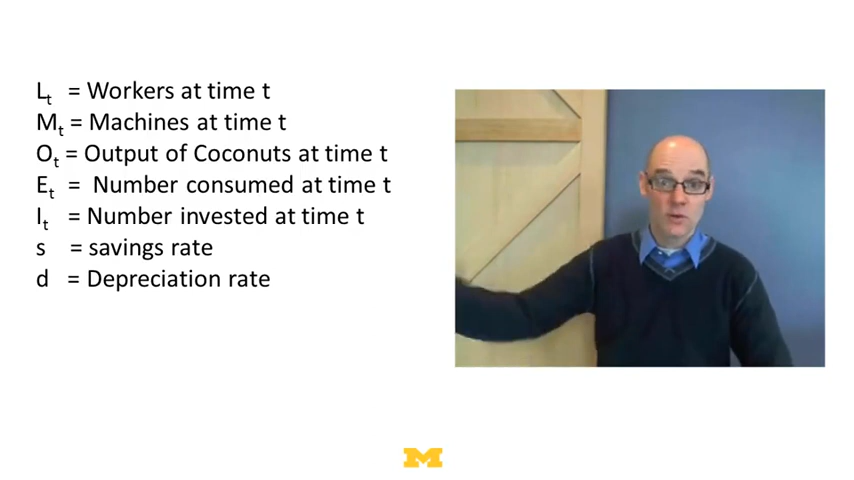 Lt = Workers at time t
Mt = Machines at time t
Ot = Output of Coconuts at time t
Et = Number consumed at time t
It = Number invested at time t
s = savings rate
d = Depreciation rate
M